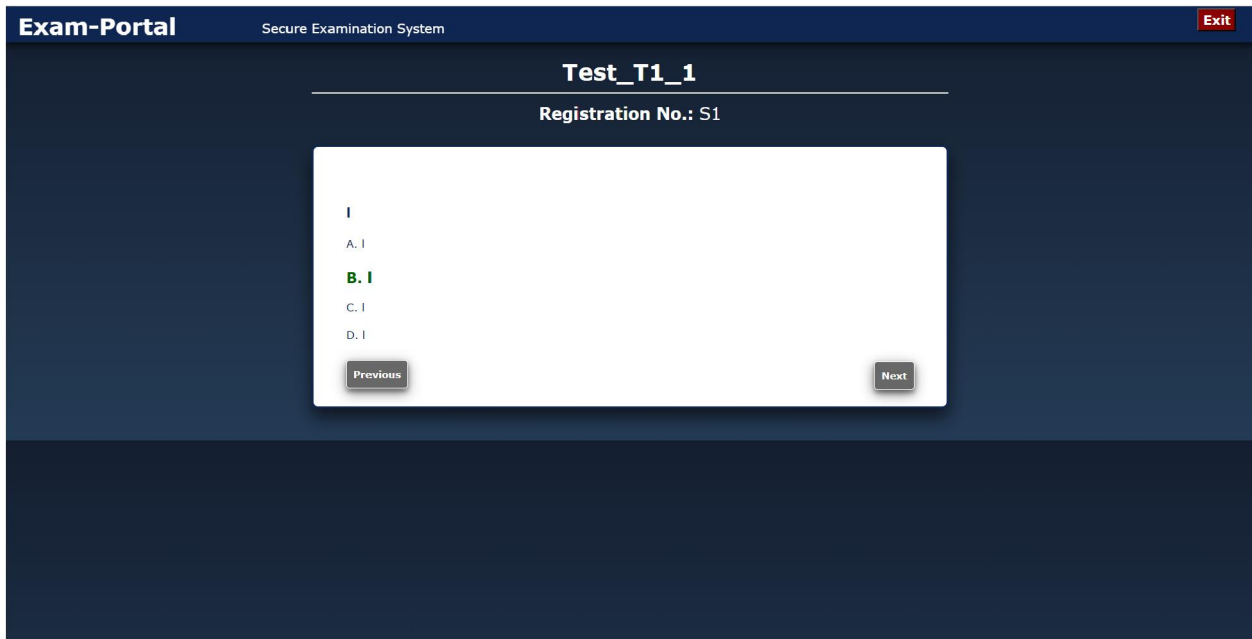 Exam-Portal Secure Examination System Exit
Test_T1_1
Registration No.: S1
l
A. l
B. l
C. l
D. l
Previous Next